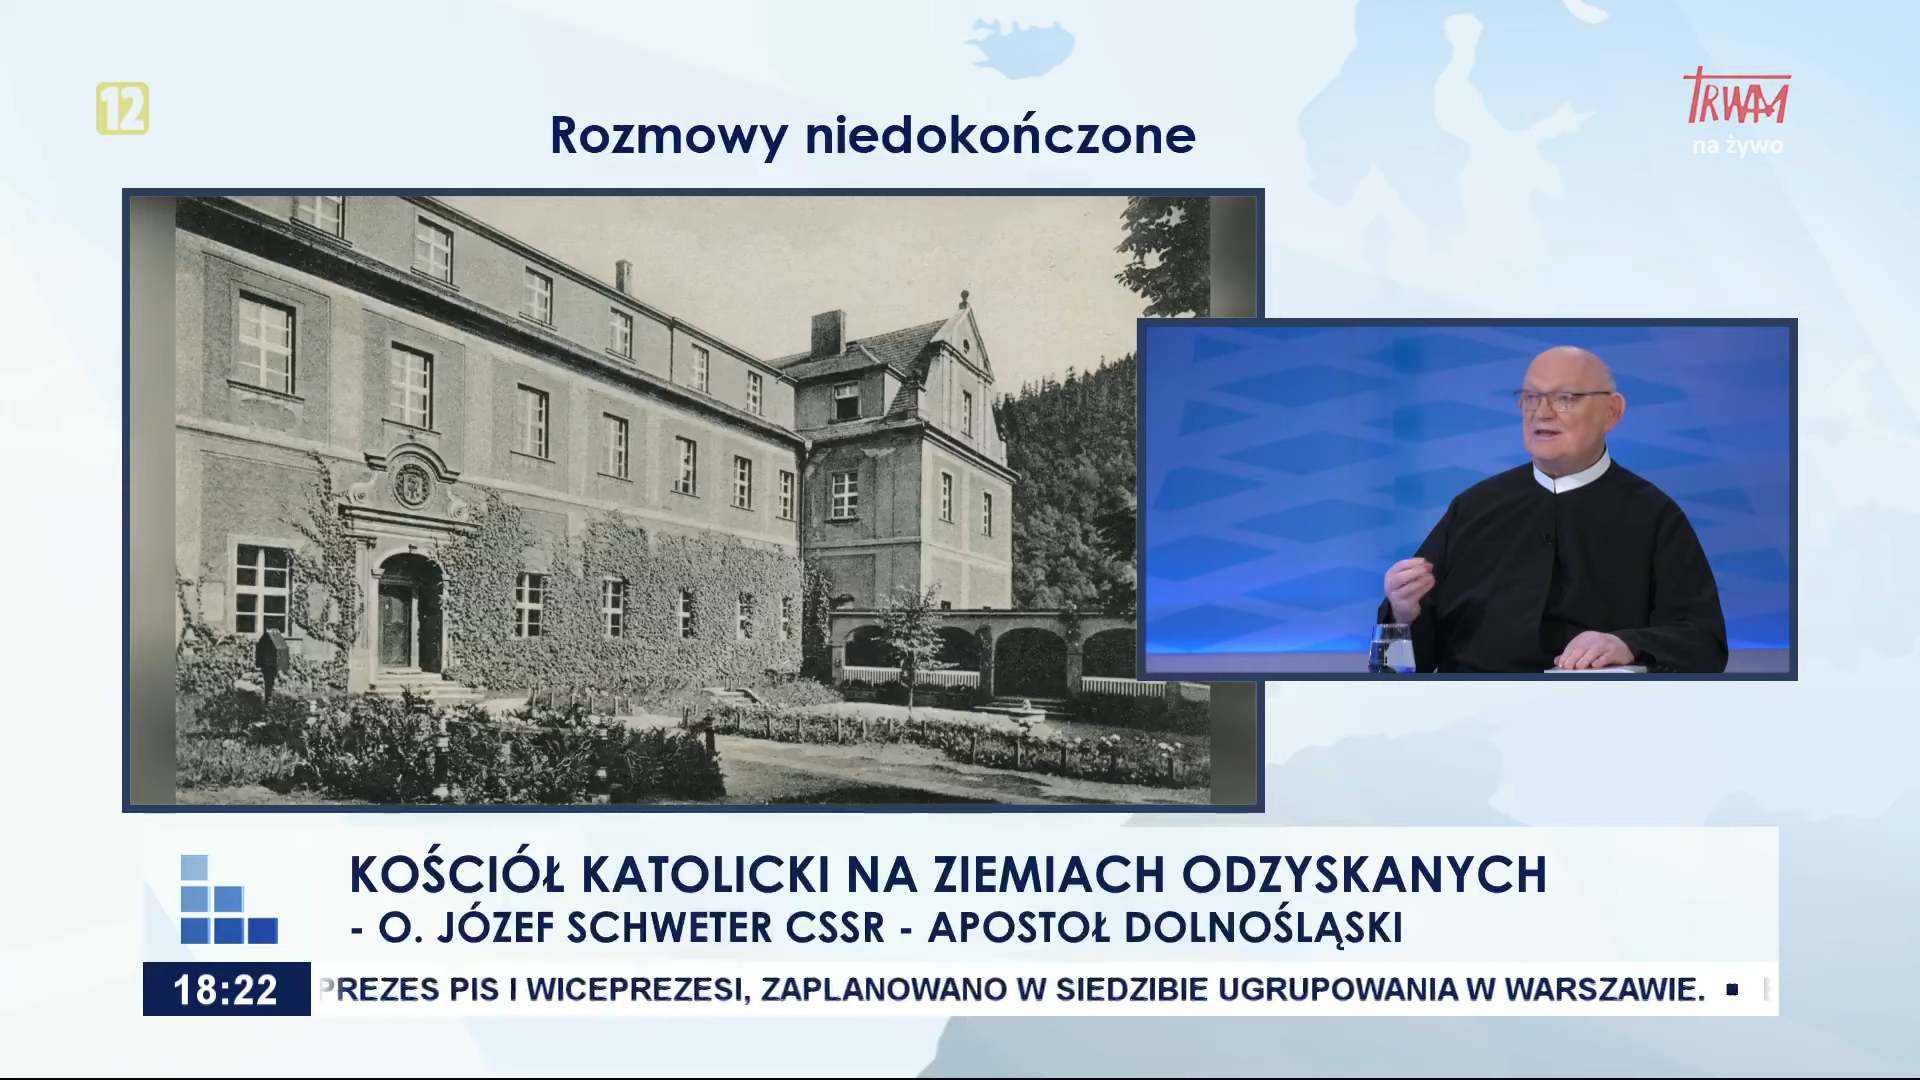 12
Rozmowy niedokończone
TRWAM
na żywo
KOŚCIÓŁ KATOLICKI NA ZIEMIACH ODZYSKANYCH
- O. JÓZEF SCHWETER CSSR - APOSTOŁ DOLNOŚLĄSKI
18:22
PREZES PIS I WICEPREZESI, ZAPLANOWANO W SIEDZIBIE UGRUPOWANIA W WARSZAWIE. ▪